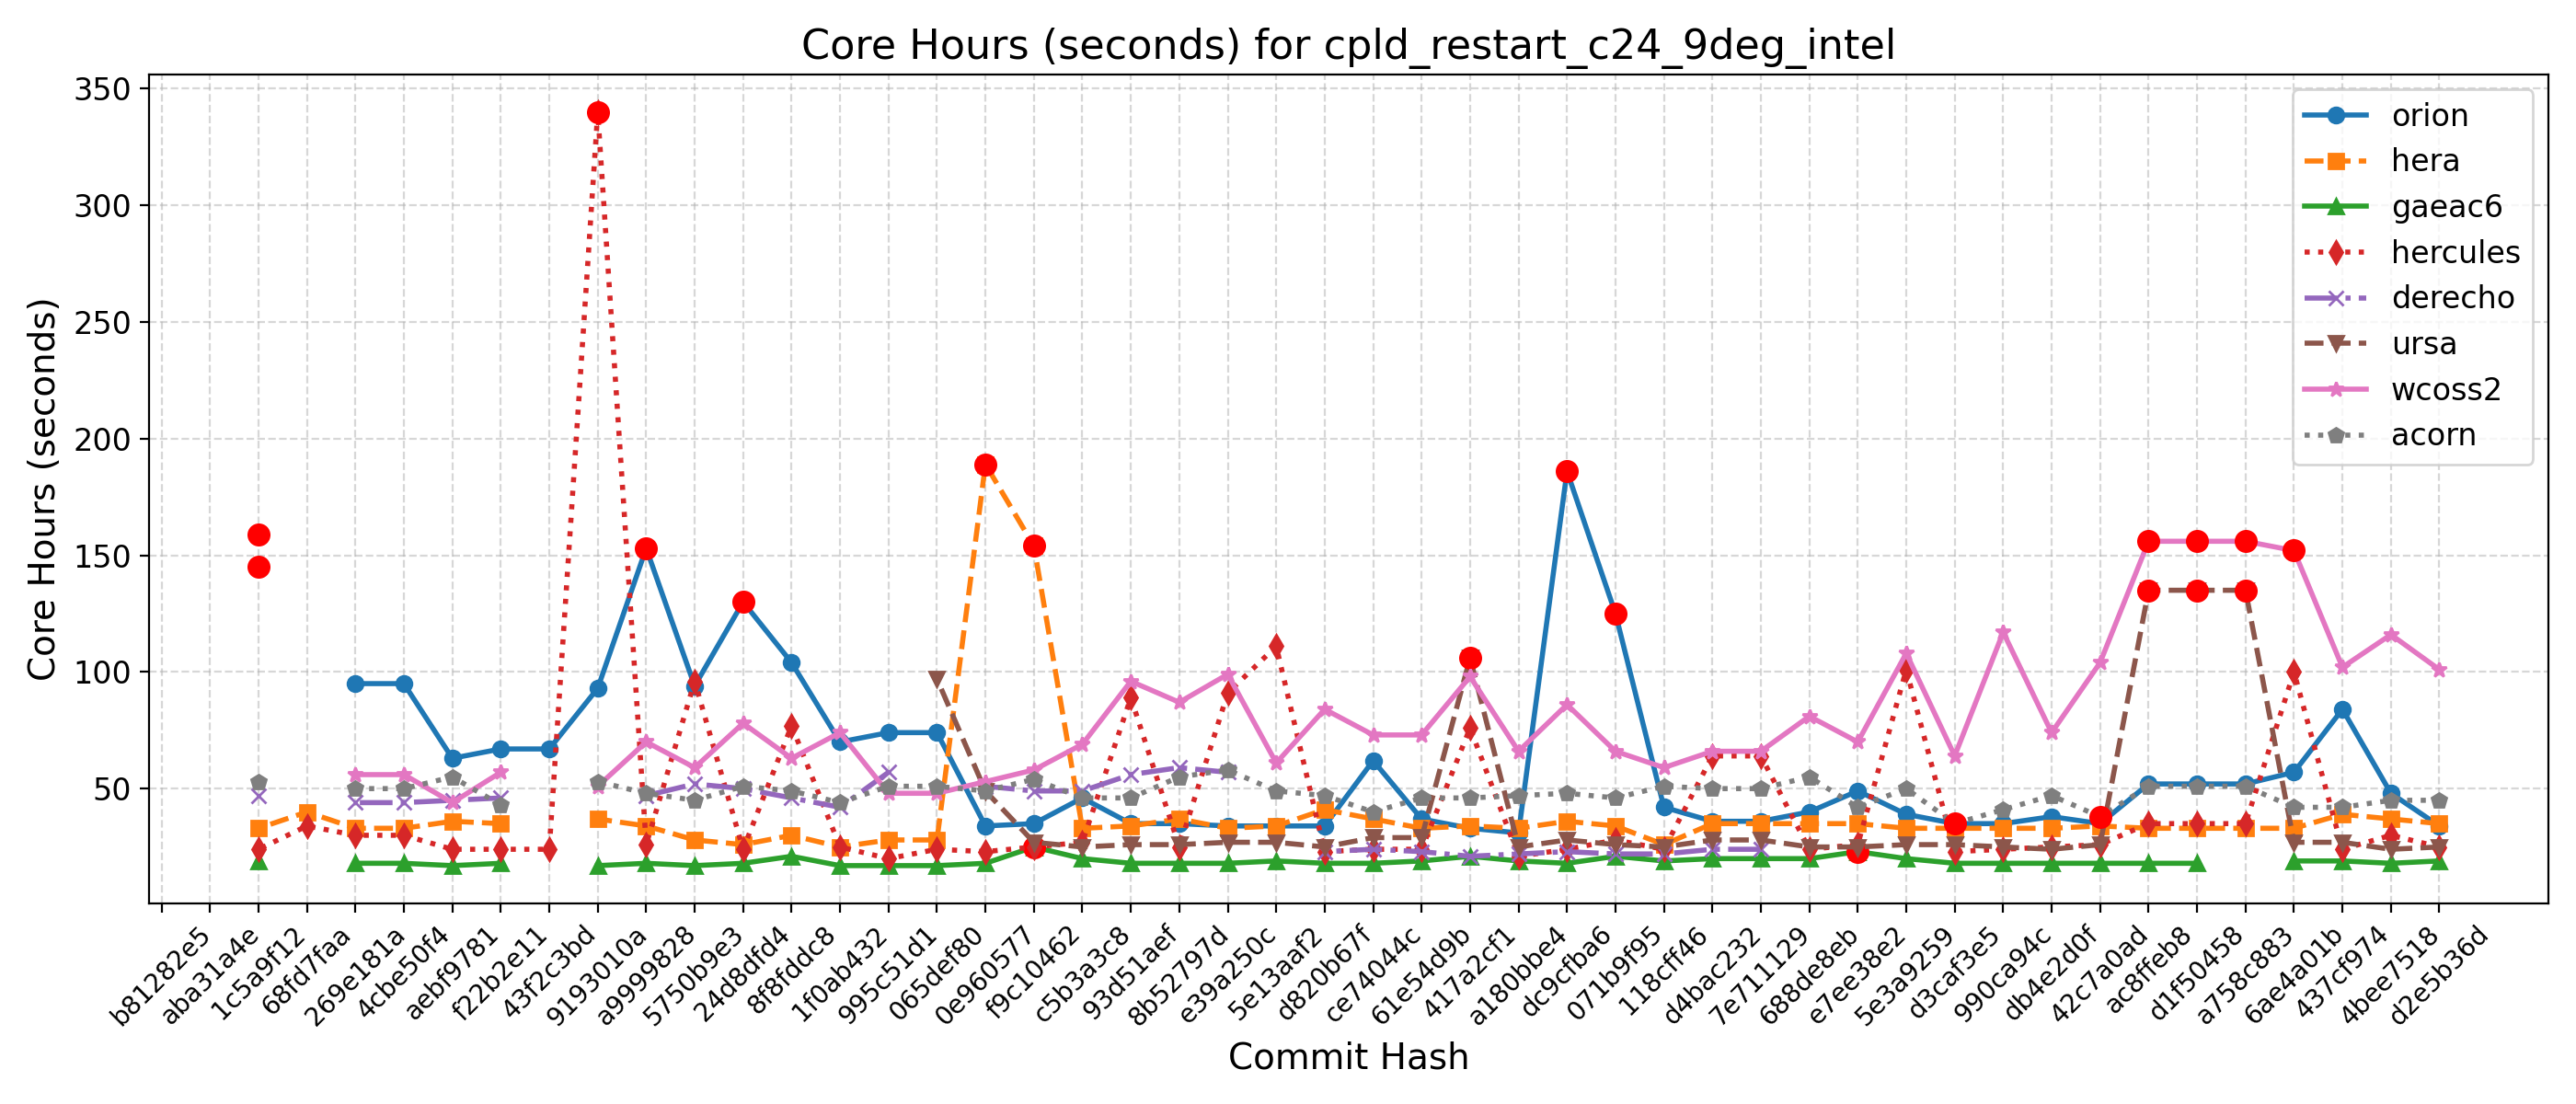 Core Hours (seconds) for cpld_restart_c24_9deg_intel
Core Hours (seconds)
350
300
250
200
150
100
50
orion
hera
gaeac6
hercules
derecho
ursa
wcoss2
acorn
b81282e5
aba31a4e
1c5a9f12
68fd7faa
269e181a
4cbe50f4
aebf9781
f22b2e11
43f2c3bd
9193010a
a9999828
5750b9e3
24d8dfd4
8f8fddc8
1f0ab432
995c51d1
065def80
0e960577
f9c10462
c5b3a3c8
93d51aef
8b52797d
e39a250c
5e13aaf2
d820b67f
ce74044c
61e54d9b
417a2cf1
a180bbe4
dc9cfba6
071b9f95
118cff46
d4bac232
7e711129
688de8eb
e7ee38e2
5e3a9259
d3caf3e5
990ca94c
db4e2d0f
42c7a0ad
ac8ffeb8
d1f50458
a758c883
6ae4a01b
437cf974
4bee7518
d2e5b36d
Commit Hash